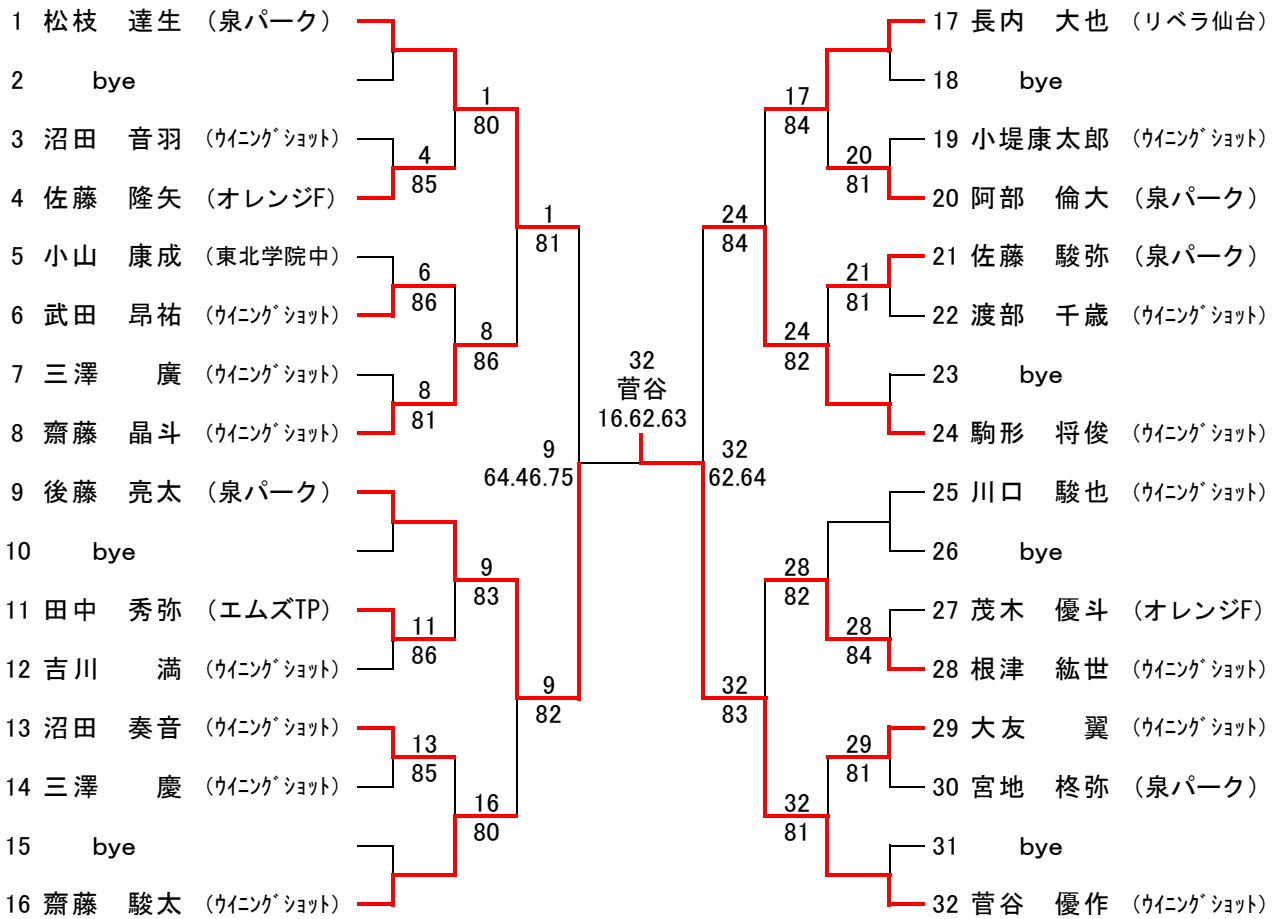 1 松枝　達生 (泉パーク)
2 bye
3 沼田　音羽 (ｳｲﾆﾝｸﾞｼｮｯﾄ)
4 佐藤　隆矢 (オレンジF)
5 小山　康成 (東北学院中)
6 武田　昂祐 (ｳｲﾆﾝｸﾞｼｮｯﾄ)
7 三澤　　廣 (ｳｲﾆﾝｸﾞｼｮｯﾄ)
8 齋藤　晶斗 (ｳｲﾆﾝｸﾞｼｮｯﾄ)
9 後藤　亮太 (泉パーク)
10 bye
11 田中　秀弥 (エムズTP)
12 吉川　　満 (ｳｲﾆﾝｸﾞｼｮｯﾄ)
13 沼田　奏音 (ｳｲﾆﾝｸﾞｼｮｯﾄ)
14 三澤　　慶 (ｳｲﾆﾝｸﾞｼｮｯﾄ)
15 bye
16 齋藤　駿太 (ｳｲﾆﾝｸﾞｼｮｯﾄ)
4
85
6
86
8
81
11
86
13
85
1
80
8
86
9
83
16
80
1
81
9
82
9
64.46.75
32
菅谷
16.62.63
32
62.64
24
84
32
83
17
84
24
82
28
82
32
81
20
81
21
81
28
84
29
81
17 長内　大也 (リベラ仙台)
18 bye
19 小堤康太郎 (ｳｲﾆﾝｸﾞｼｮｯﾄ)
20 阿部　倫大 (泉パーク)
21 佐藤　駿弥 (泉パーク)
22 渡部　千歳 (ｳｲﾆﾝｸﾞｼｮｯﾄ)
23 bye
24 駒形　将俊 (ｳｲﾆﾝｸﾞｼｮｯﾄ)
25 川口　駿也 (ｳｲﾆﾝｸﾞｼｮｯﾄ)
26 bye
27 茂木　優斗 (オレンジF)
28 根津　紘世 (ｳｲﾆﾝｸﾞｼｮｯﾄ)
29 大友　　翼 (ｳｲﾆﾝｸﾞｼｮｯﾄ)
30 宮地　柊弥 (泉パーク)
31 bye
32 菅谷　優作 (ｳｲﾆﾝｸﾞｼｮｯﾄ)